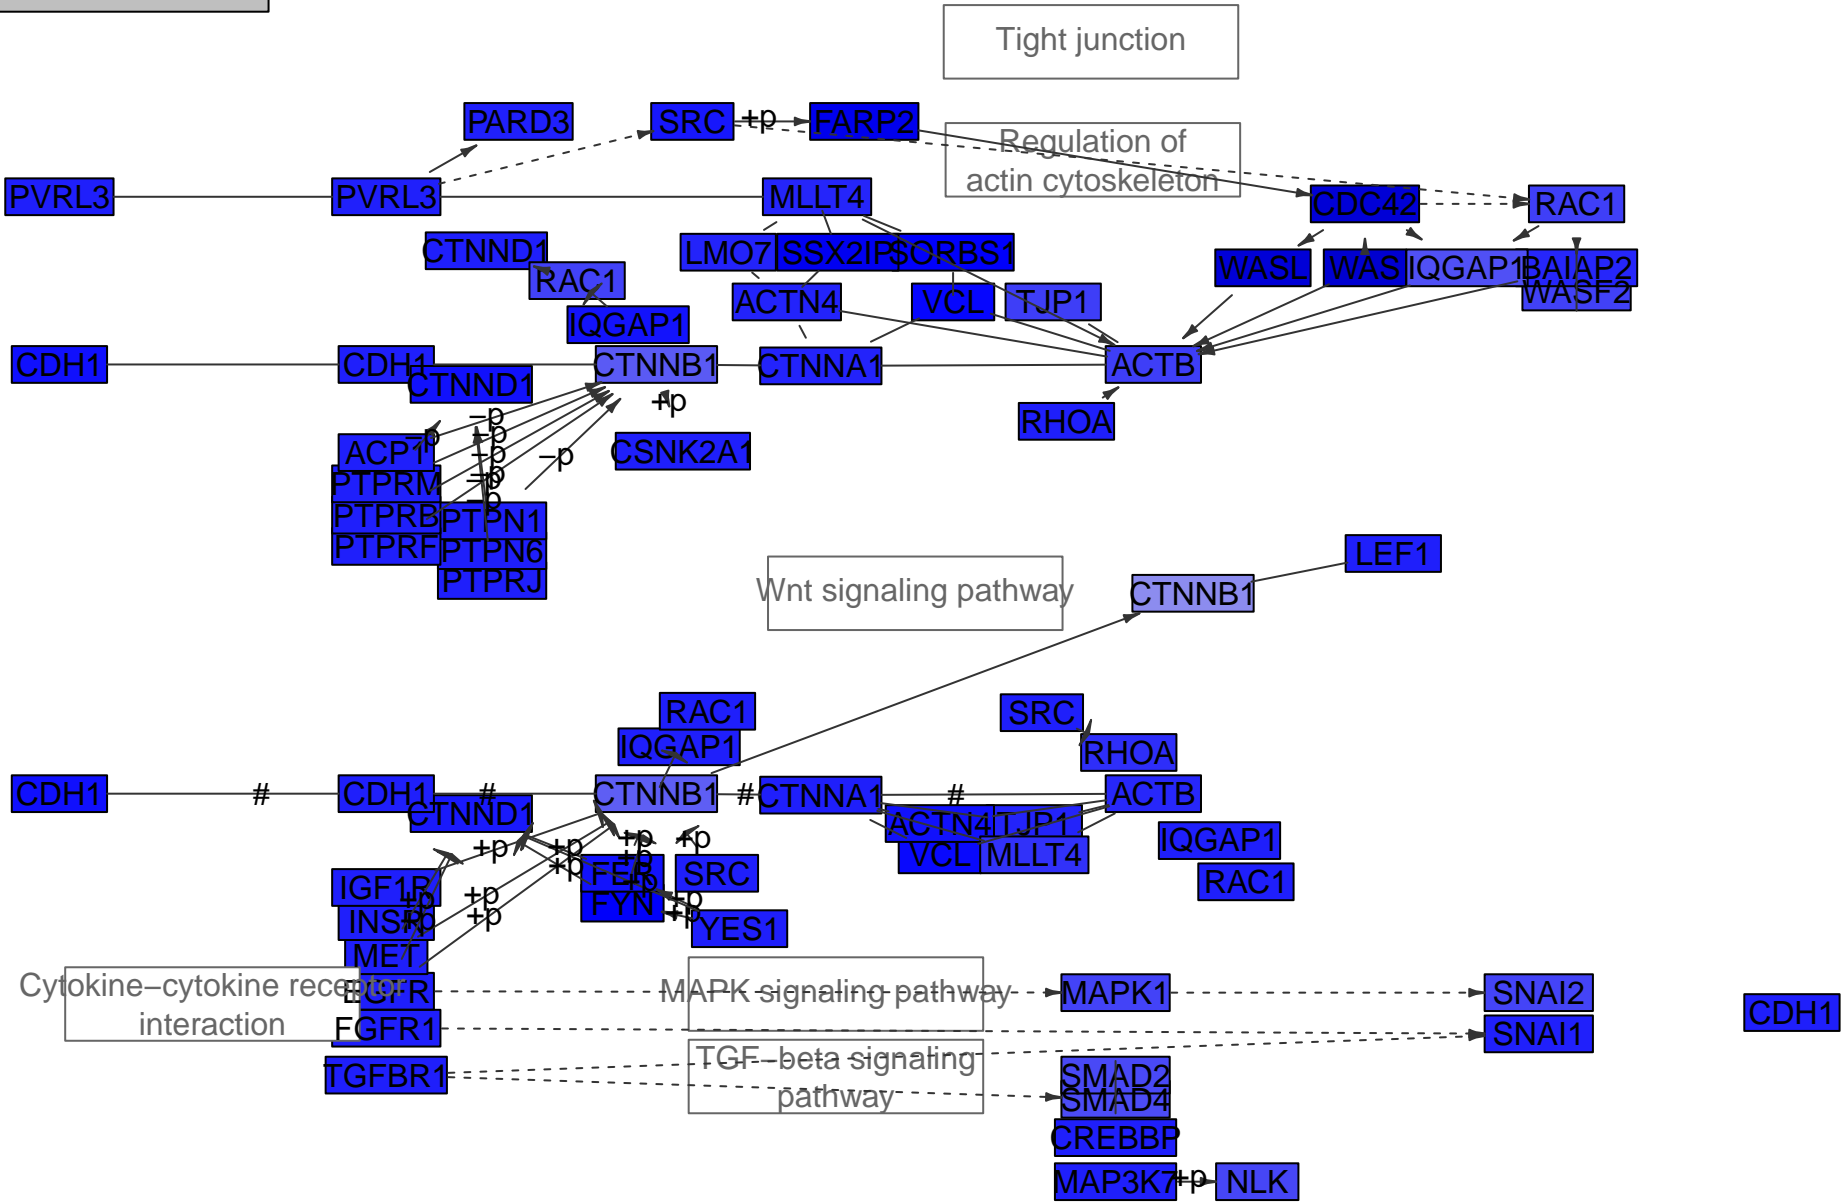 Tight junction
PARD3
SRC
+p
FARP2
Regulation of
actin cytoskeleton
PVRL3
PVRL3
MLLT4
CDC42
RAC1
CTNND1
LMO7
SSX2IP
SORBS1
WASL
WAS
IQGAP1
BAIAP2
RAC1
WASF2
ACTN4
VCL
TJP1
IQGAP1
CDH1
CDH1
CTNNB1
CTNNA1
ACTB
CTNND1
+p
RHOA
−p
−p
−p
−p
CSNK2A1
ACP1
−p
−p
PTPRM
−p
−p
PTPRB
PTPN1
PTPRF
PTPN6
PTPRJ
LEF1
Wnt signaling pathway
CTNNB1
RAC1
SRC
IQGAP1
RHOA
CDH1
#
CDH1
#
CTNNB1
#
CTNNA1
#
ACTB
CTNND1
ACTN4
TJP1
+p
+p
+p
+p
IQGAP1
VCL
MLLT4
+p
+p
FER
SRC
IGF1R
+p
RAC1
+p
+p
+p
FYN
INSR
+p
+p
+p
YES1
MET
Cytokine−cytokine receptor
interaction
EGFR
MAPK signaling pathway
MAPK1
SNAI2
CDH1
FGFR1
SNAI1
TGF−beta signaling
pathway
TGFBR1
SMAD2
SMAD4
CREBBP
MAP3K7
+p
NLK